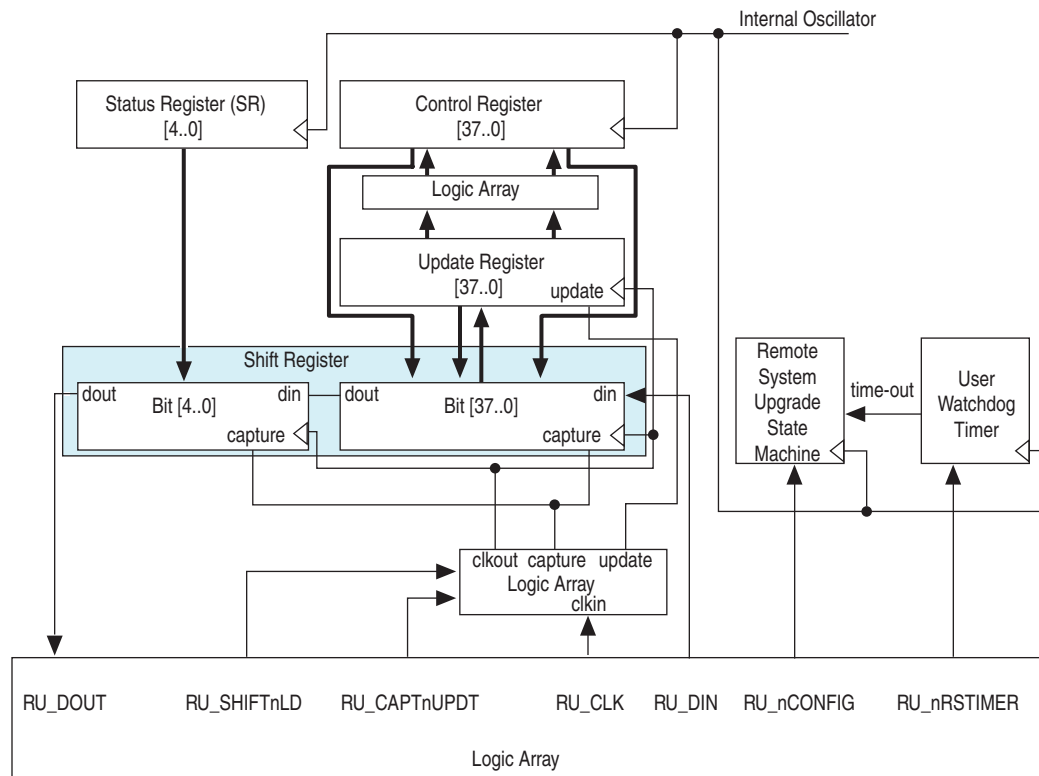 Internal Oscillator
Status Register (SR)
[4..0]
Control Register
[37..0]
Logic Array
Update Register
[37..0]
update
Shift Register
dout
Bit [4..0]
din
capture
dout
Bit [37..0]
din
capture
Remote
System
Upgrade
State
Machine
time-out
User
Watchdog
Timer
clkout capture update
Logic Array
clkin
RU_DOUT
RU_SHIFTnLD
RU_CAPTnUPDT
RU_CLK
RU_DIN
RU_nCONFIG
RU_nRSTIMER
Logic Array